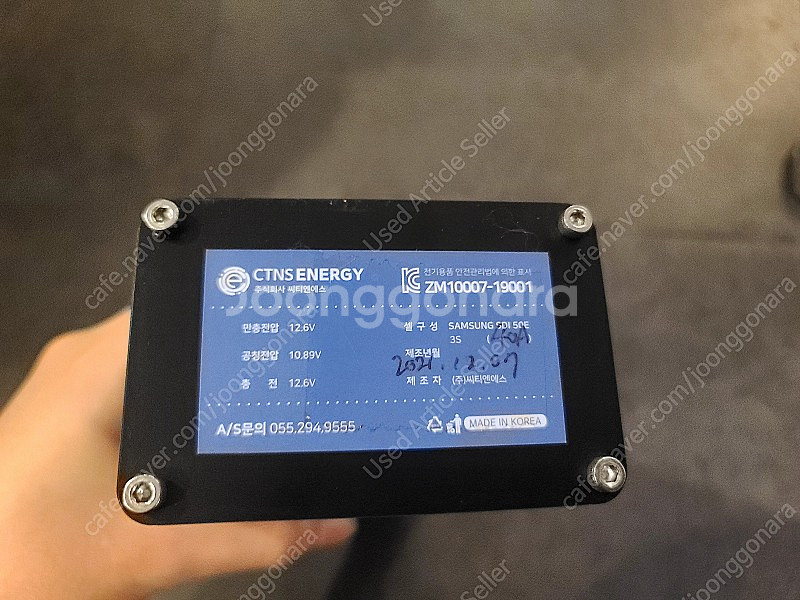 CTNS ENERGY
주식회사 씨티엔에스
전기용품 안전관리법에 의한 표시
ZM10007-19001
만충전압 12.6V
공칭전압 10.89V
충 전 12.6V
셀 구 성 SAMSUNG SDI 50E
3S (40A)
제조년월
2021.12.07
제 조 자 (주)씨티엔에스
A/S문의 055.294.9555
MADE IN KOREA
Joonggonara
cafe.naver.com/joonggonara
Used Article Seller